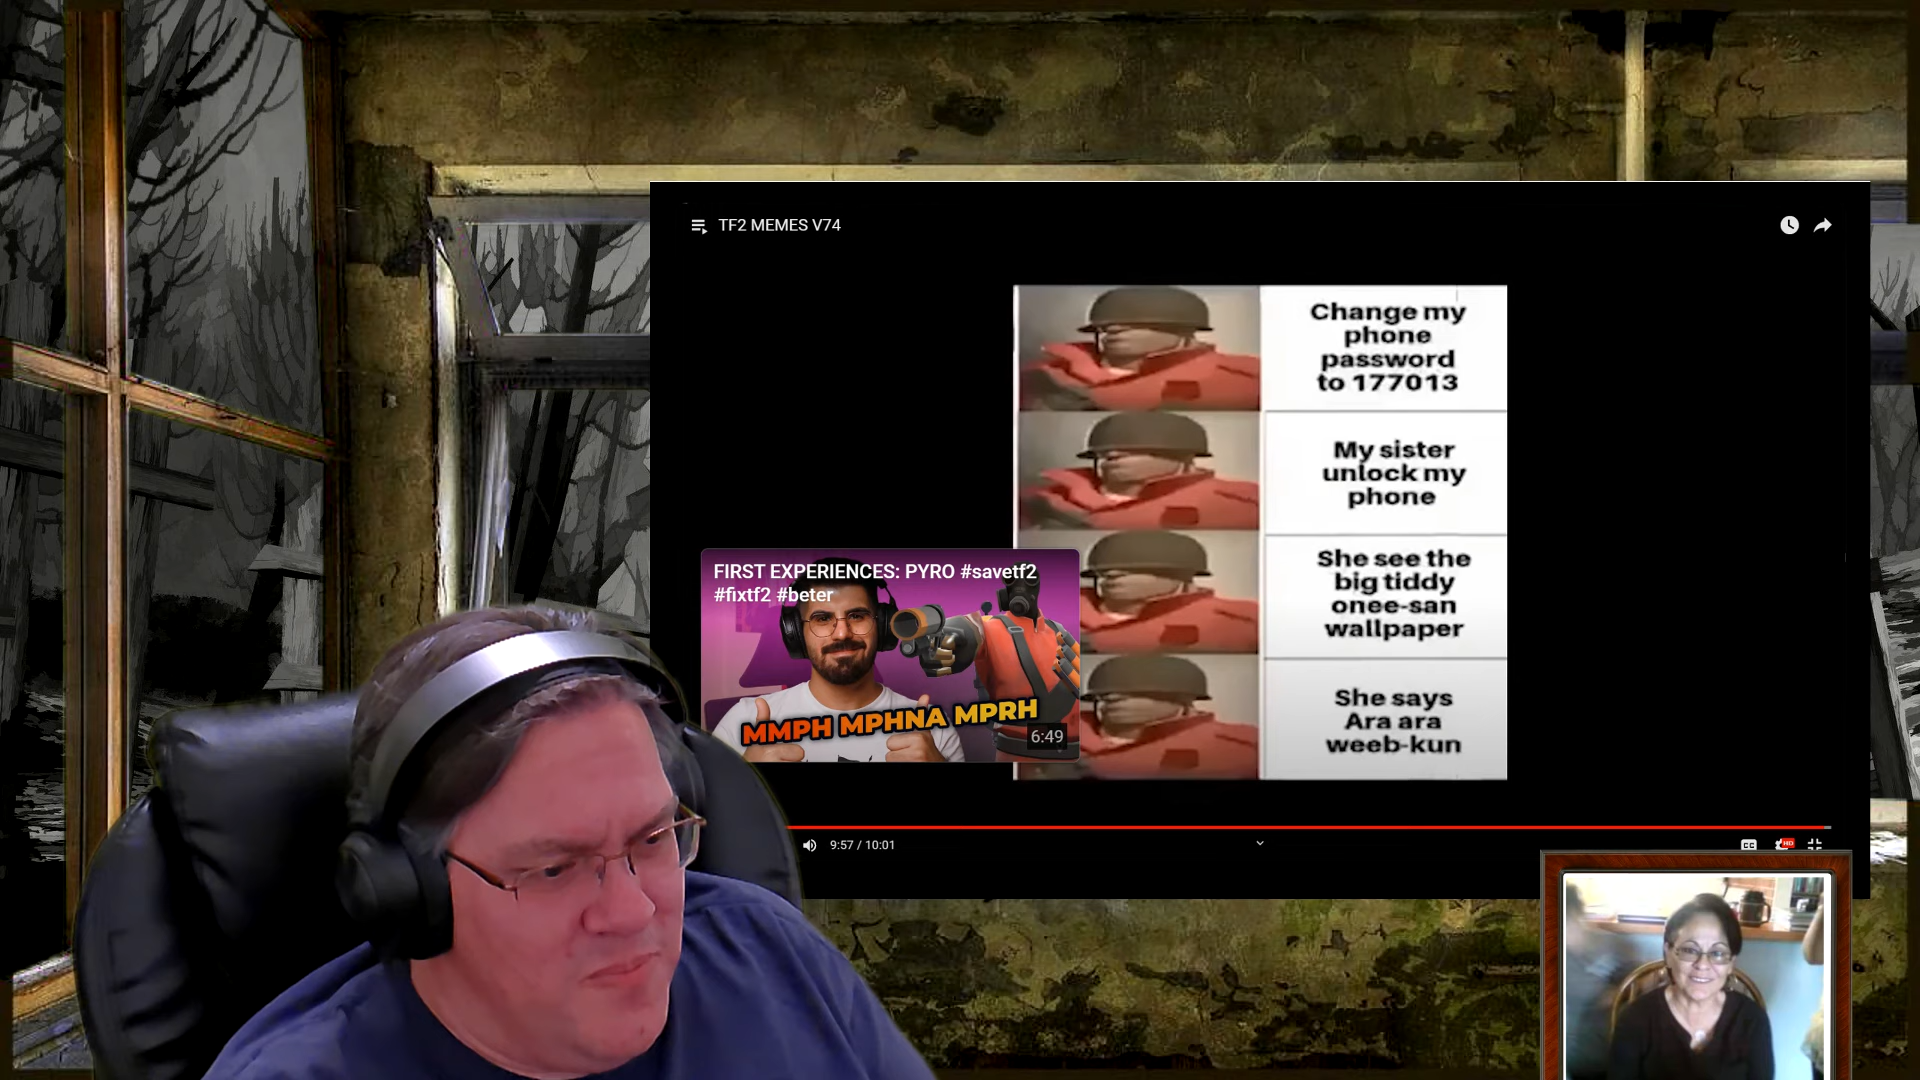 TF2 MEMES V74
Change my
phone
password
to 177013
My sister
unlock my
phone
She see the
big tiddy
onee-san
wallpaper
She says
Ara ara
weeb-kun
FIRST EXPERIENCES: PYRO #savetf2
#fixtf2 #beter
MMPH MPHNA MPRH
6:49
9:57 / 10:01
CC
HD